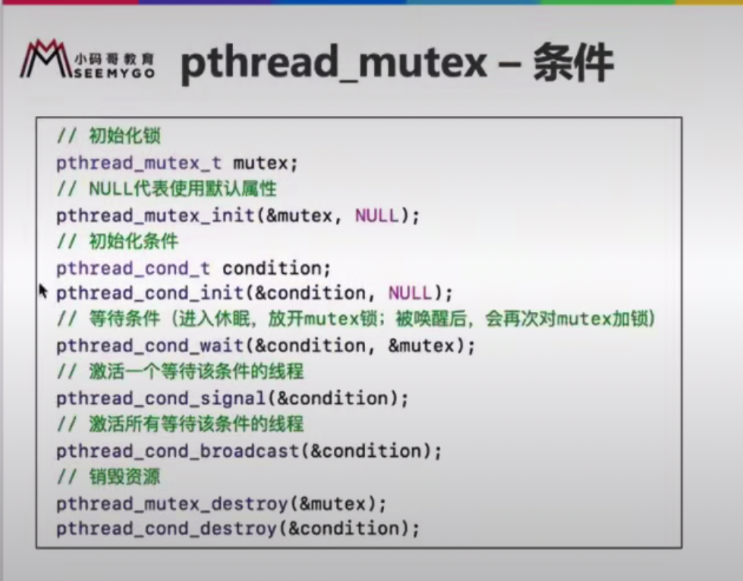 小码哥教育
SEEMYGO
pthread_mutex – 条件
// 初始化锁
pthread_mutex_t mutex;
// NULL代表使用默认属性
pthread_mutex_init(&mutex, NULL);
// 初始化条件
pthread_cond_t condition;
pthread_cond_init(&condition, NULL);
// 等待条件（进入休眠，放开mutex锁；被唤醒后，会再次对mutex加锁）
pthread_cond_wait(&condition, &mutex);
// 激活一个等待该条件的线程
pthread_cond_signal(&condition);
// 激活所有等待该条件的线程
pthread_cond_broadcast(&condition);
// 销毁资源
pthread_mutex_destroy(&mutex);
pthread_cond_destroy(&condition);